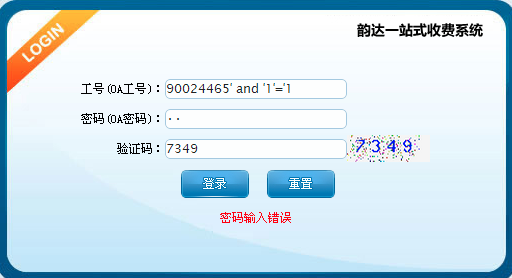 LOGIN
韵达一站式收费系统
工号(OA工号)：90024465' and '1'='1
密码(OA密码)：
验证码：7349 7349
登录 重置
密码输入错误